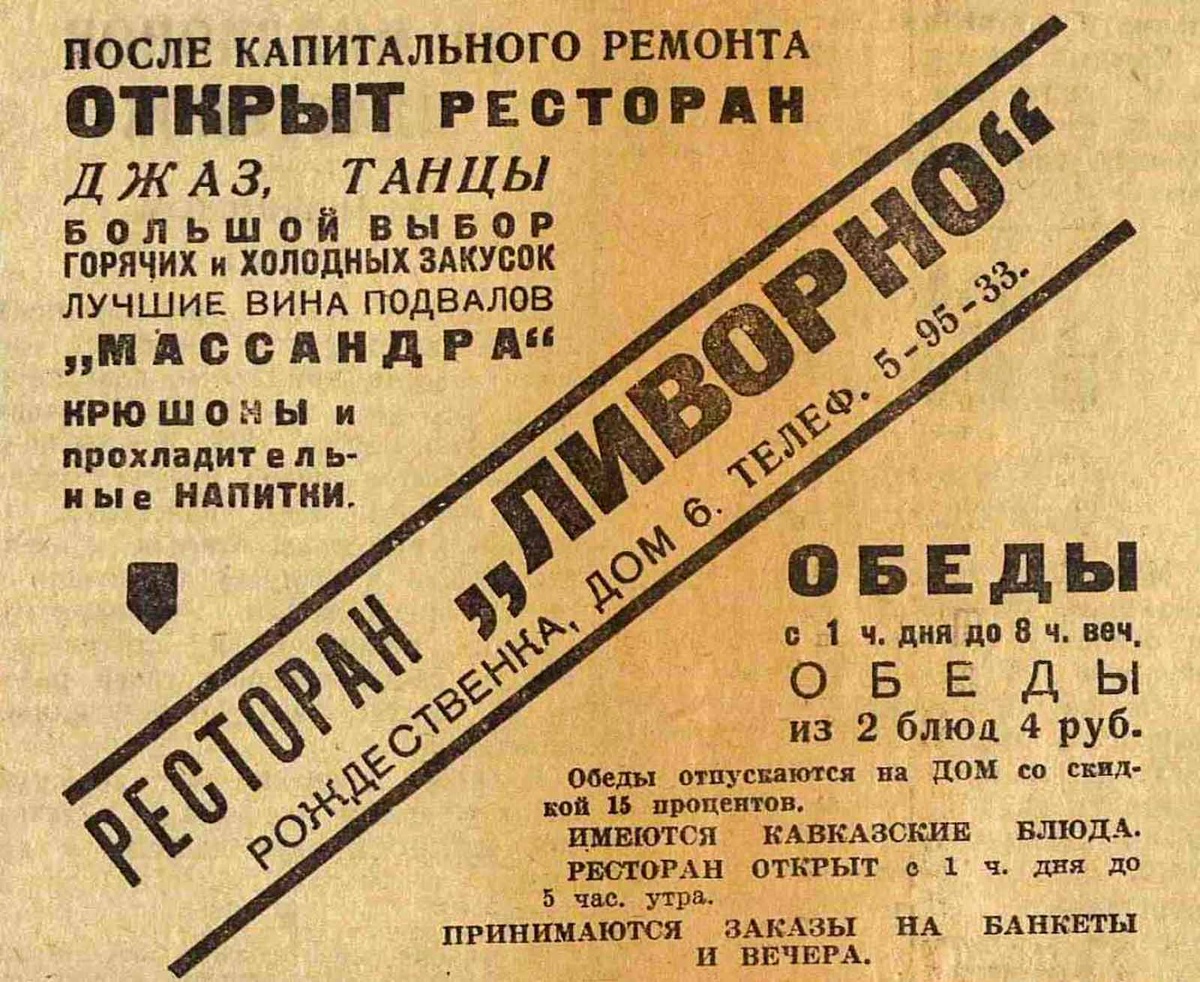 ПОСЛЕ КАПИТАЛЬНОГО РЕМОНТА
ОТКРЫТ РЕСТОРАН
ДЖАЗ, ТАНЦЫ
БОЛЬШОЙ ВЫБОР
ГОРЯЧИХ и ХОЛОДНЫХ ЗАКУСОК
ЛУЧШИЕ ВИНА ПОДВАЛОВ
„МАССАНДРА“
КРЮШОНЫ и
прохладитель-
ные НАПИТКИ.
РЕСТОРАН „ЛИВОРНО“
РОЖДЕСТВЕНКА, ДОМ 6. ТЕЛЕФ. 5-95-33.
ОБЕДЫ
с 1 ч. дня до 8 ч. веч.
ОБЕДЫ
из 2 блюд 4 руб.
Обеды отпускаются на ДОМ со скид-
кой 15 процентов.
ИМЕЮТСЯ КАВКАЗСКИЕ БЛЮДА.
РЕСТОРАН ОТКРЫТ с 1 ч. дня до
5 час. утра.
ПРИНИМАЮТСЯ ЗАКАЗЫ НА БАНКЕТЫ
И ВЕЧЕРА.